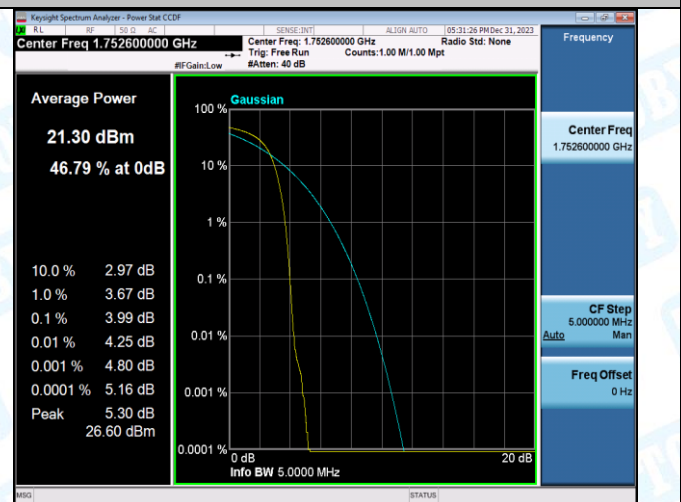 Keysight Spectrum Analyzer - Power Stat CCDF
RL RF 50 Ω AC SENSE:INT ALIGN AUTO 05:31:26 PM Dec 31, 2023
Center Freq 1.752600000 GHz
Center Freq: 1.752600000 GHz Radio Std: None
Trig: Free Run Counts:1.00 M/1.00 Mpt
#IFGain:Low #Atten: 40 dB
Frequency
Average Power
21.30 dBm
46.79 % at 0dB
10.0 % 2.97 dB
1.0 % 3.67 dB
0.1 % 3.99 dB
0.01 % 4.25 dB
0.001 % 4.80 dB
0.0001 % 5.16 dB
Peak 5.30 dB
26.60 dBm
Gaussian
100 %
10 %
1 %
0.1 %
0.01 %
0.001 %
0.0001 %
0 dB 20 dB
Info BW 5.0000 MHz
Center Freq
1.752600000 GHz
CF Step
5.000000 MHz
Auto Man
Freq Offset
0 Hz
MSG STATUS